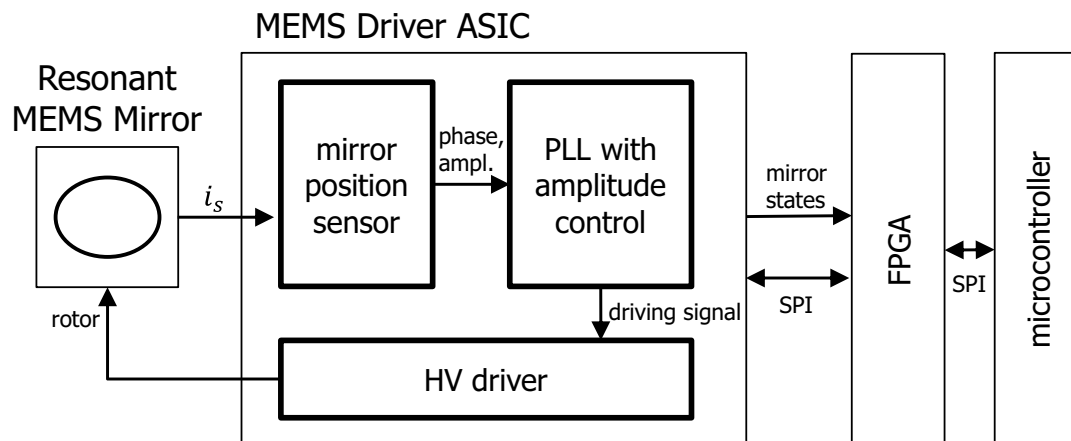 MEMS Driver ASIC
Resonant
MEMS Mirror
mirror
position
sensor
phase,
ampl.
PLL with
amplitude
control
i_s
mirror
states
SPI
FPGA
SPI
microcontroller
rotor
driving signal
HV driver